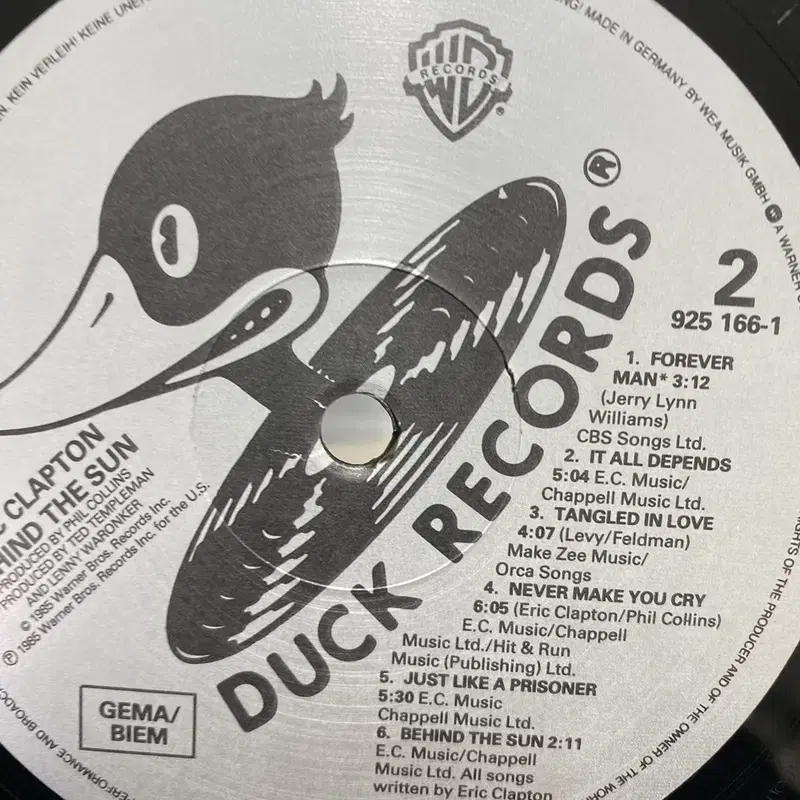 EN. KEIN VERLEIH! KEINE
MADE IN GERMANY BY WEA MUSIK GMBH
A WARNER
W
RECORDS
®
DUCK RECORDS®
2
925 166-1
1. FOREVER
MAN* 3:12
(Jerry Lynn
Williams)
CBS Songs Ltd.
2. IT ALL DEPENDS
5:04 E.C. Music/
Chappell Music Ltd.
3. TANGLED IN LOVE
4:07 (Levy/Feldman)
Make Zee Music/
Orca Songs
4. NEVER MAKE YOU CRY
6:05 (Eric Clapton/Phil Collins)
E.C. Music/Chappell
Music Ltd./Hit & Run
Music (Publishing) Ltd.
5. JUST LIKE A PRISONER
5:30 E.C. Music
Chappell Music Ltd.
6. BEHIND THE SUN 2:11
E.C. Music/Chappell
Music Ltd. All songs
written by Eric Clapton
CLAPTON
HIND THE SUN
PRODUCED BY PHIL COLLINS
PRODUCED BY TED TEMPLEMAN
AND LENNY WARONKER
© 1985 Warner Bros. Records Inc.
℗ 1985 Warner Bros. Records Inc. for the U.S.
GEMA/
BIEM
RIGHTS OF THE PRODUCER AND OF THE OWNER OF THE
PERFORMANCE AND